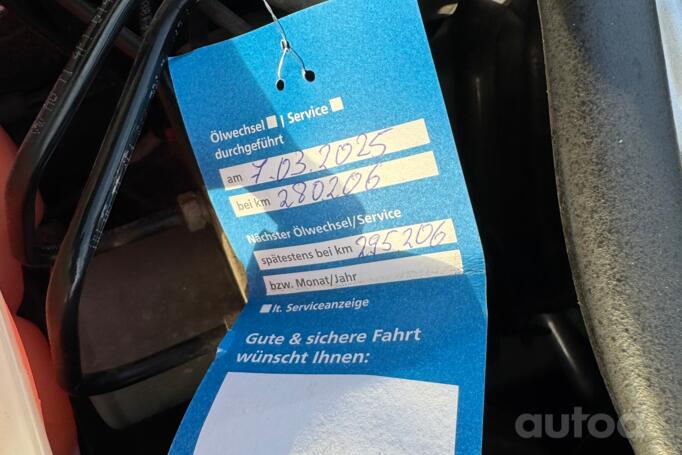 Ölwechsel | Service
durchgeführt
am 7.03.2025
bei km 280206
Nächster Ölwechsel/Service
spätestens bei km 295206
bzw. Monat/Jahr
lt. Serviceanzeige
Gute & sichere Fahrt
wünscht Ihnen:
autoa